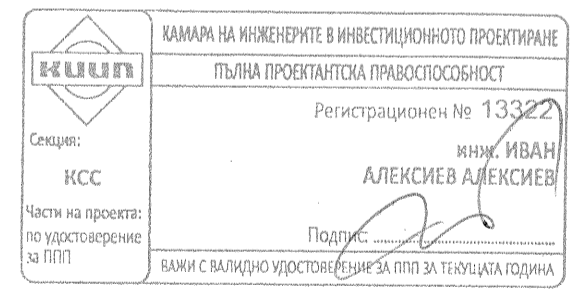 КАМАРА НА ИНЖЕНЕРИТЕ В ИНВЕСТИЦИОННОТО ПРОЕКТИРАНЕ
КИИП
ПЪЛНА ПРОЕКТАНТСКА ПРАВОСПОСОБНОСТ
Регистрационен № 13322
Секция:
КСС
инж. ИВАН
АЛЕКСИЕВ АЛЕКСИЕВ
Части на проекта:
по удостоверение
за ППП
Подпис: ........................................
ВАЖИ С ВАЛИДНО УДОСТОВЕРЕНИЕ ЗА ППП ЗА ТЕКУЩАТА ГОДИНА